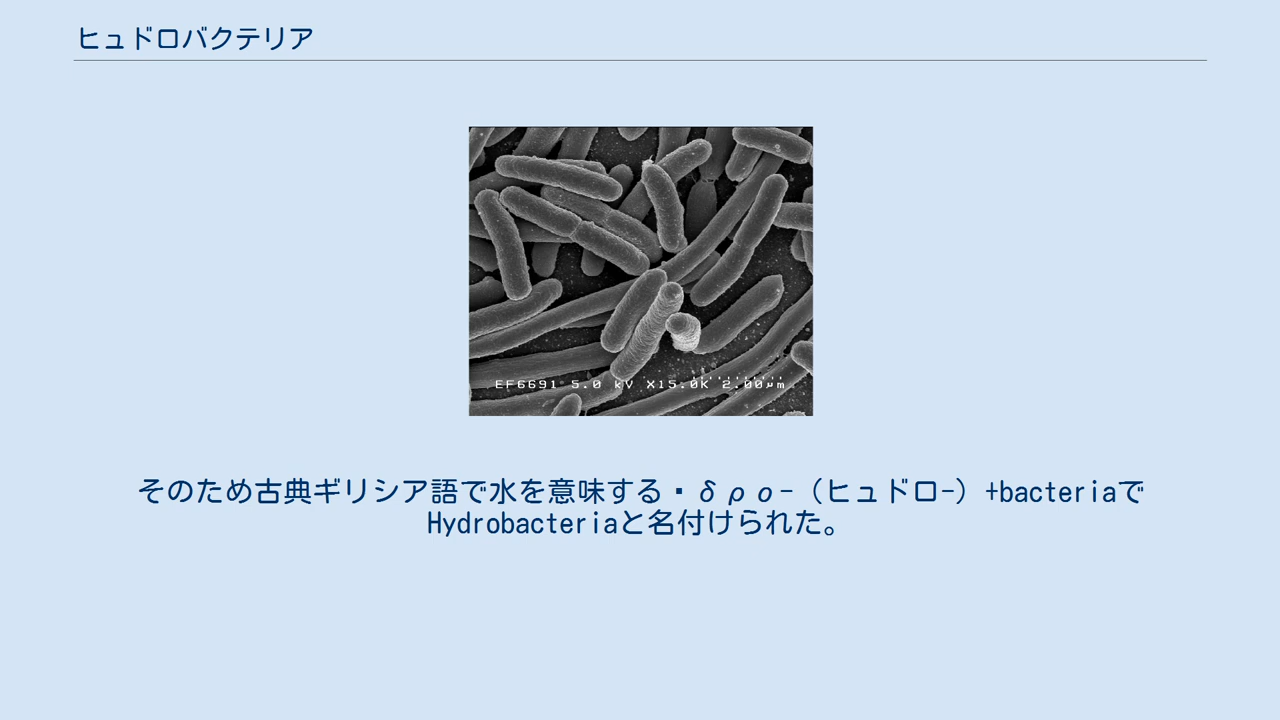 ヒュドロバクテリア
EF6691 5.0 kV X15.0K 2.00µm
そのため古典ギリシア語で水を意味する・δρο-（ヒュドロ-）+bacteriaで
Hydrobacteriaと名付けられた。